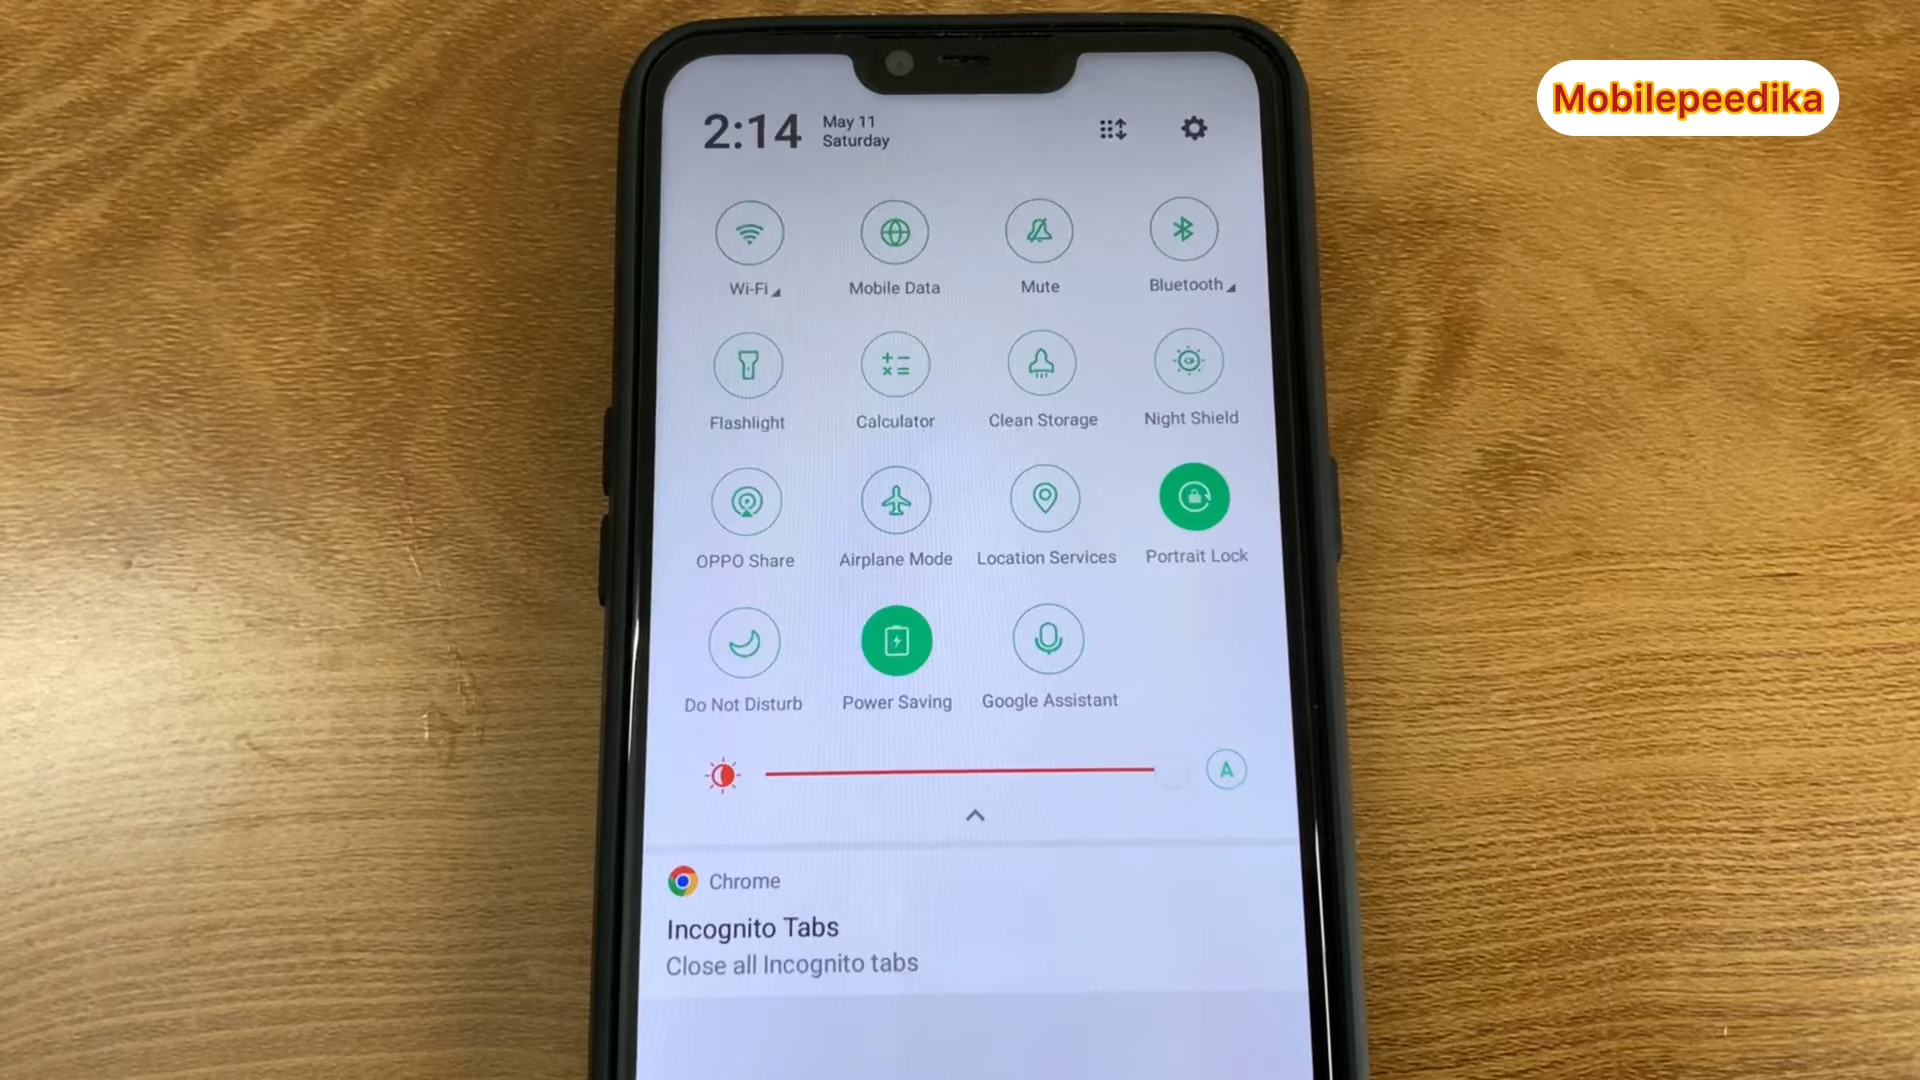 Mobilepeedika
2:14
May 11
Saturday
Wi-Fi
Mobile Data
Mute
Bluetooth
Flashlight
Calculator
Clean Storage
Night Shield
OPPO Share
Airplane Mode
Location Services
Portrait Lock
Do Not Disturb
Power Saving
Google Assistant
A
Chrome
Incognito Tabs
Close all Incognito tabs